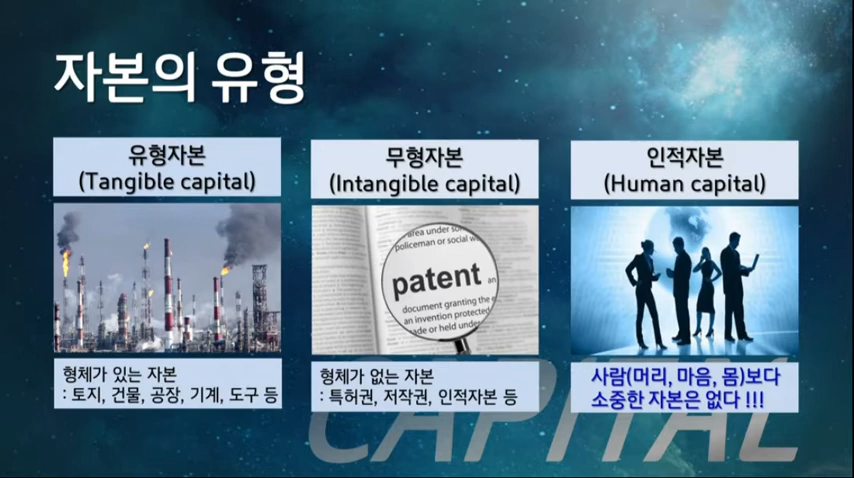 자본의 유형
유형자본
(Tangible capital)
무형자본
(Intangible capital)
인적자본
(Human capital)
area under so
policeman or social w
patent an
document granting the e
an invention protected
ade or held under
형체가 있는 자본
: 토지, 건물, 공장, 기계, 도구 등
형체가 없는 자본
: 특허권, 저작권, 인적자본 등
사람(머리, 마음, 몸)보다
소중한 자본은 없다 !!!
CAPITAL